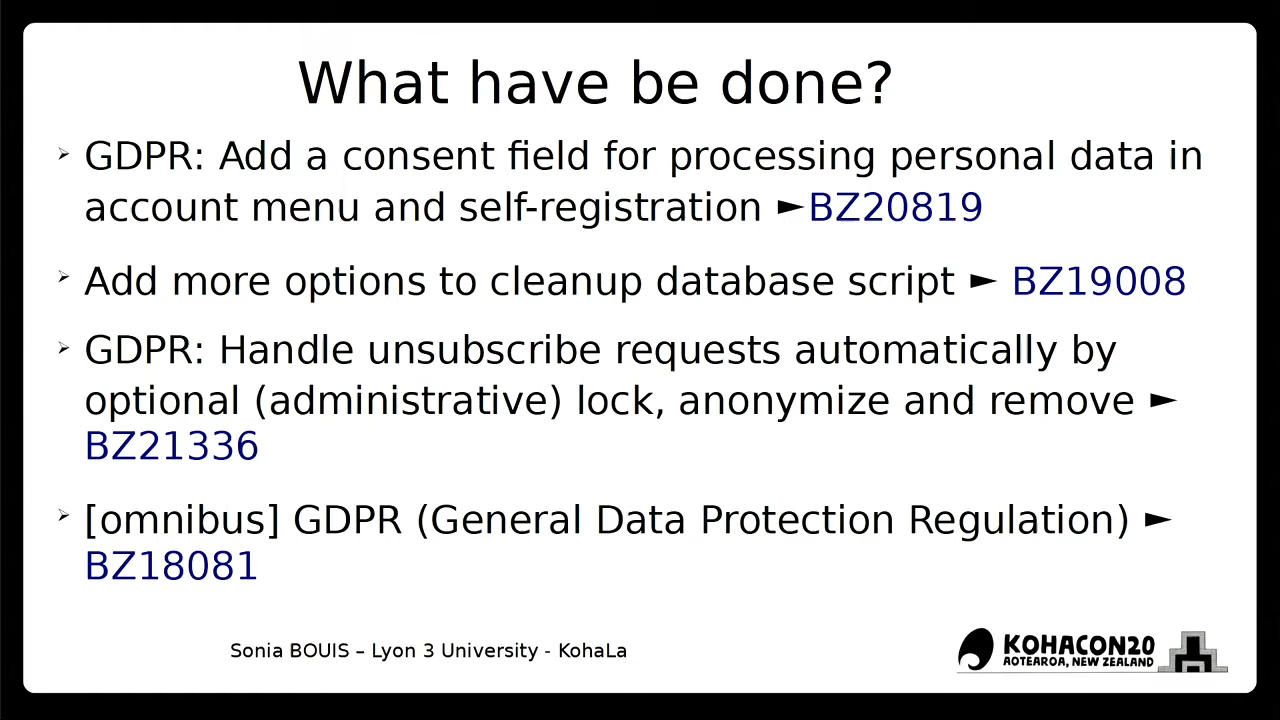 What have be done?
➢ GDPR: Add a consent field for processing personal data in
account menu and self-registration ►BZ20819
➢ Add more options to cleanup database script ► BZ19008
➢ GDPR: Handle unsubscribe requests automatically by
optional (administrative) lock, anonymize and remove ►
BZ21336
➢ [omnibus] GDPR (General Data Protection Regulation) ►
BZ18081
Sonia BOUIS – Lyon 3 University - KohaLa
KOHACON20
AOTEAROA, NEW ZEALAND